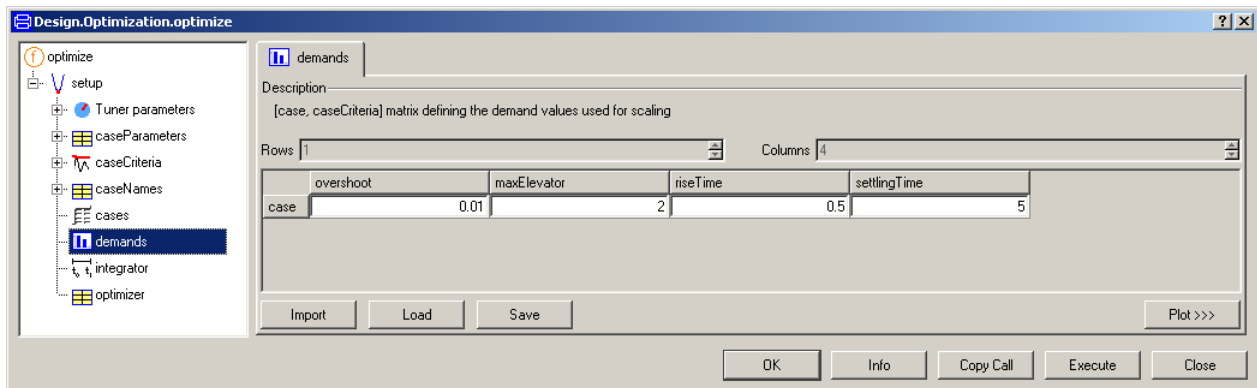 Design.Optimization.optimize
optimize
setup
Tuner parameters
caseParameters
caseCriteria
caseNames
cases
demands
integrator
optimizer
demands
Description
[case, caseCriteria] matrix defining the demand values used for scaling
Rows 1 Columns 4
overshoot maxElevator riseTime settlingTime
case 0.01 2 0.5 5
Import Load Save Plot >>>
OK Info Copy Call Execute Close